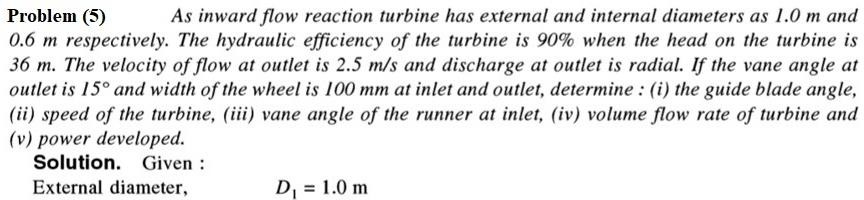 Problem (5) As inward flow reaction turbine has external and internal diameters as 1.0 m and
0.6 m respectively. The hydraulic efficiency of the turbine is 90% when the head on the turbine is
36 m. The velocity of flow at outlet is 2.5 m/s and discharge at outlet is radial. If the vane angle at
outlet is 15° and width of the wheel is 100 mm at inlet and outlet, determine : (i) the guide blade angle,
(ii) speed of the turbine, (iii) vane angle of the runner at inlet, (iv) volume flow rate of turbine and
(v) power developed.
Solution. Given :
External diameter, D₁ = 1.0 m